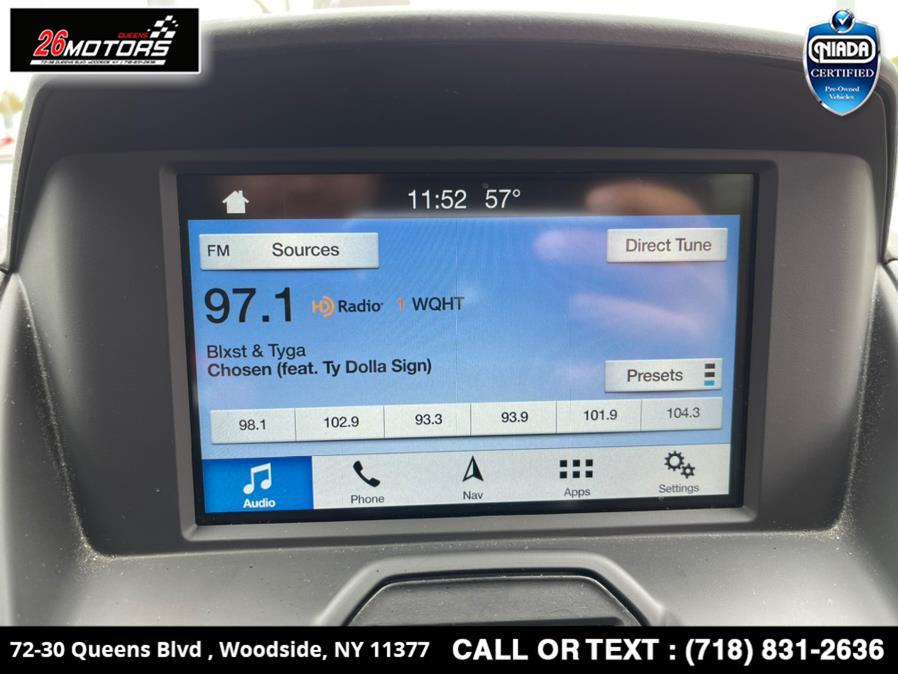 QUEENS
26MOTORS
72-30 QUEENS BLVD. WOODSIDE NY | 718-831-2636
NIADA
CERTIFIED
Pre-Owned
Vehicles
11:52 57°
FM Sources
Direct Tune
97.1 HD Radio 1 WQHT
Blxst & Tyga
Chosen (feat. Ty Dolla Sign)
Presets
98.1 102.9 93.3 93.9 101.9 104.3
Audio Phone Nav Apps Settings
72-30 Queens Blvd , Woodside, NY 11377 CALL OR TEXT : (718) 831-2636